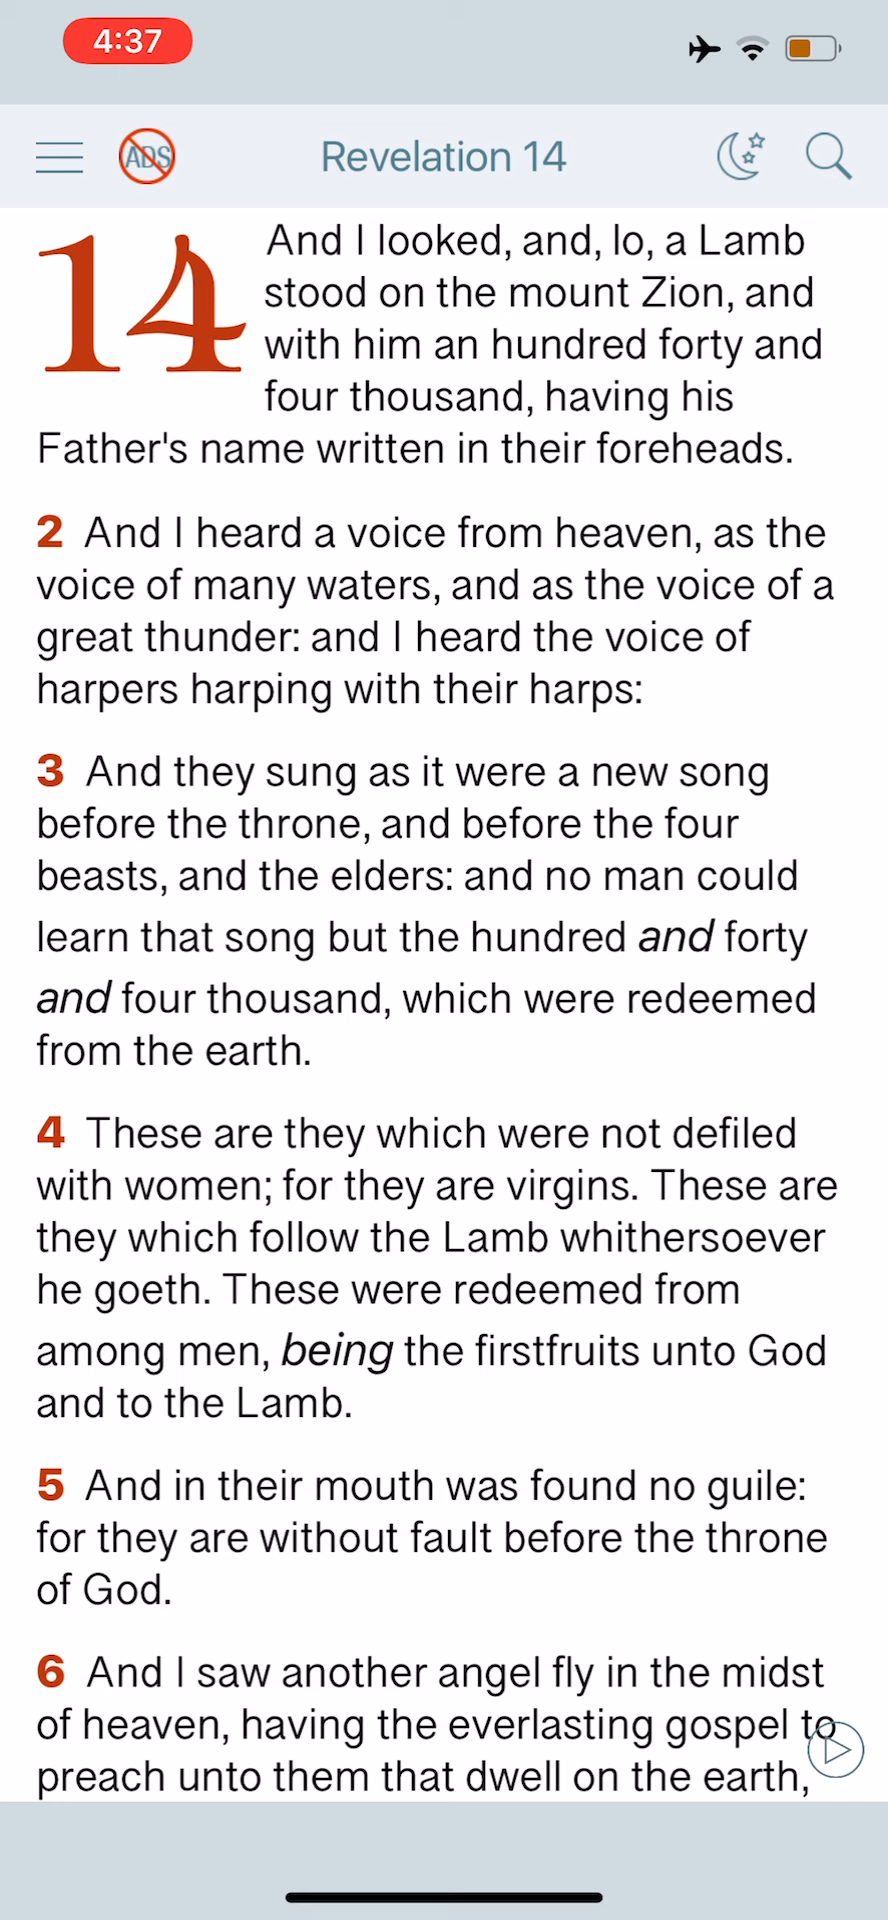 4:37
ADS
Revelation 14
14 And I looked, and, lo, a Lamb
stood on the mount Zion, and
with him an hundred forty and
four thousand, having his
Father's name written in their foreheads.
2 And I heard a voice from heaven, as the
voice of many waters, and as the voice of a
great thunder: and I heard the voice of
harpers harping with their harps:
3 And they sung as it were a new song
before the throne, and before the four
beasts, and the elders: and no man could
learn that song but the hundred and forty
and four thousand, which were redeemed
from the earth.
4 These are they which were not defiled
with women; for they are virgins. These are
they which follow the Lamb whithersoever
he goeth. These were redeemed from
among men, being the firstfruits unto God
and to the Lamb.
5 And in their mouth was found no guile:
for they are without fault before the throne
of God.
6 And I saw another angel fly in the midst
of heaven, having the everlasting gospel to
preach unto them that dwell on the earth,